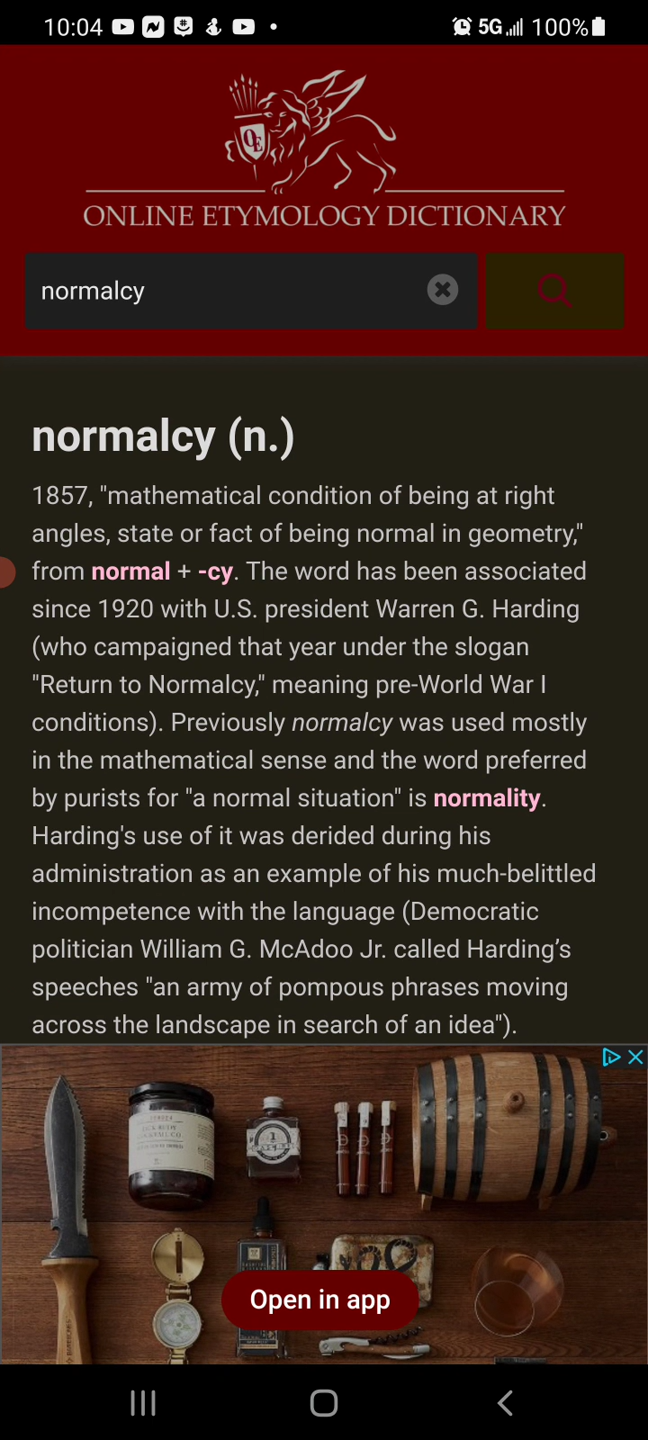 10:04 5G 100%
OE
ONLINE ETYMOLOGY DICTIONARY
normalcy
normalcy (n.)
1857, "mathematical condition of being at right
angles, state or fact of being normal in geometry,"
from normal + -cy. The word has been associated
since 1920 with U.S. president Warren G. Harding
(who campaigned that year under the slogan
"Return to Normalcy," meaning pre-World War I
conditions). Previously normalcy was used mostly
in the mathematical sense and the word preferred
by purists for "a normal situation" is normality.
Harding's use of it was derided during his
administration as an example of his much-belittled
incompetence with the language (Democratic
politician William G. McAdoo Jr. called Harding’s
speeches "an army of pompous phrases moving
across the landscape in search of an idea").
Open in app